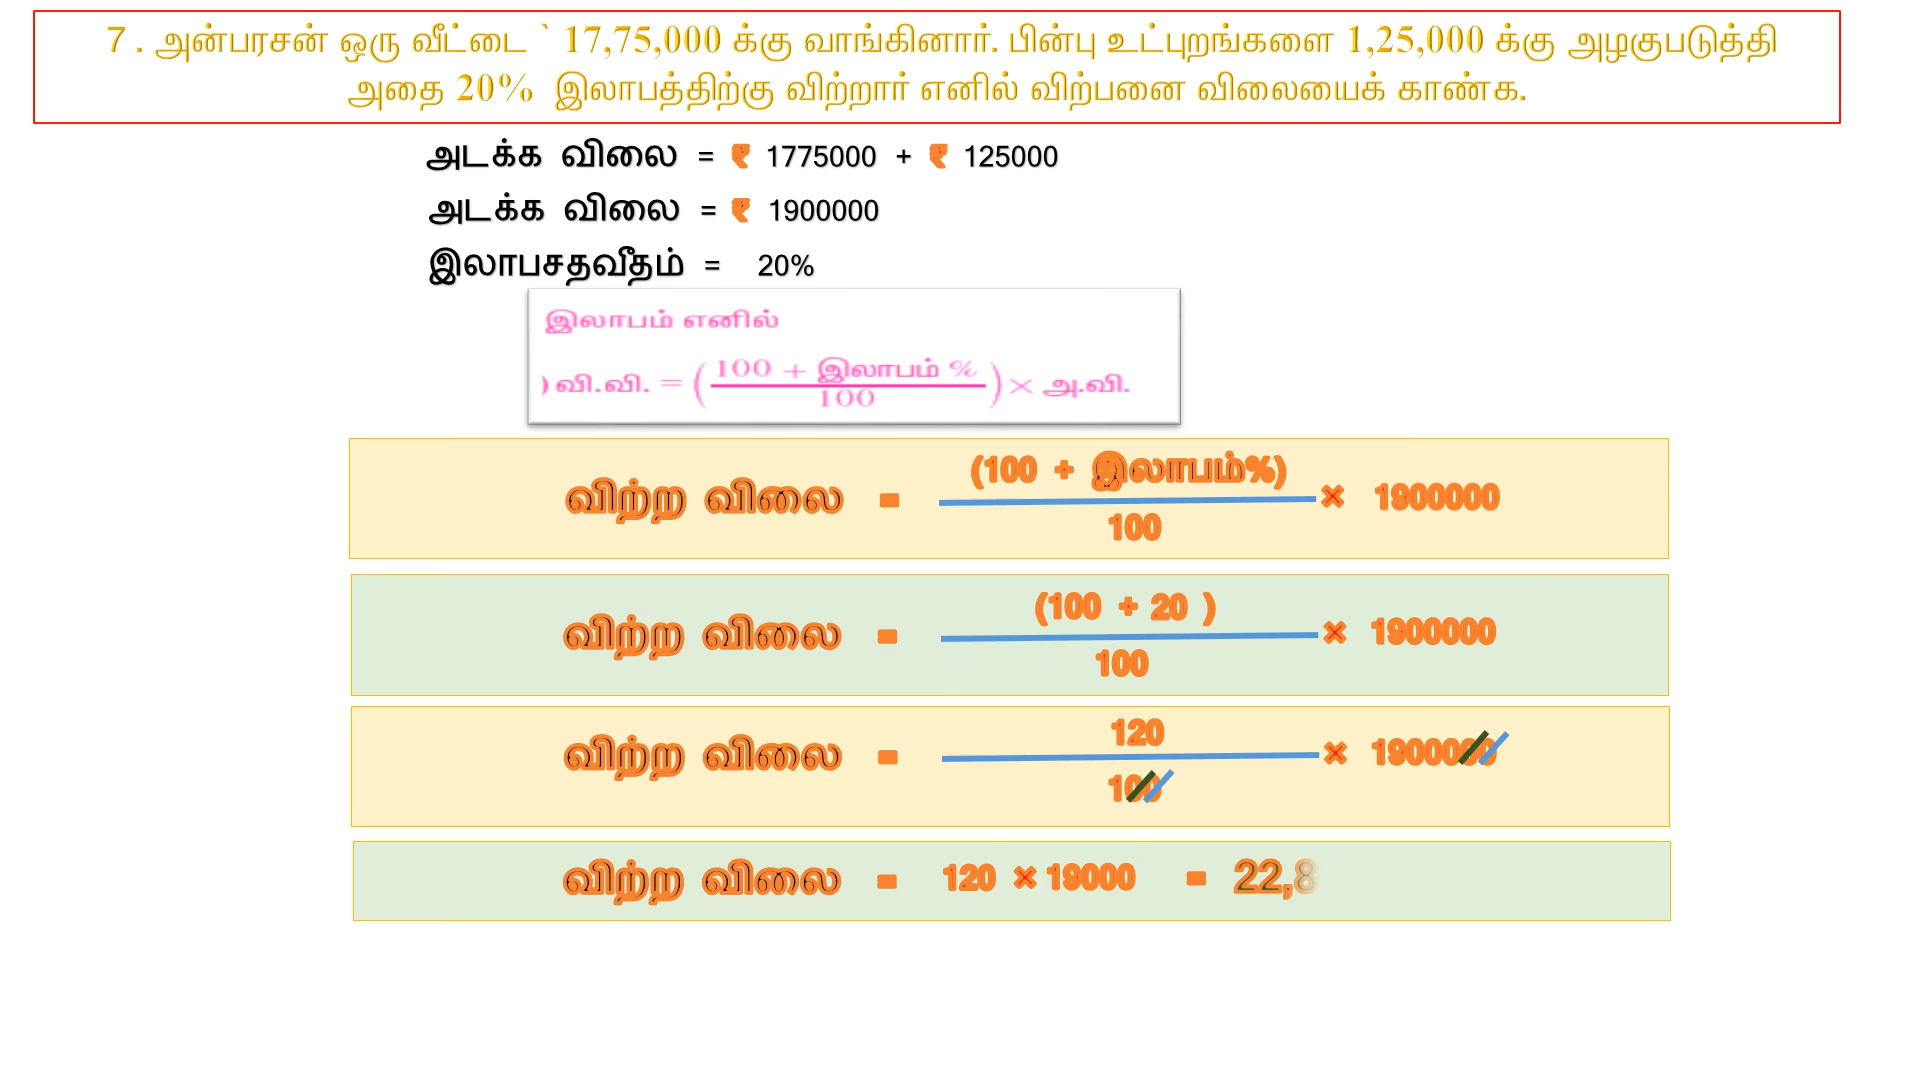 7 . அன்பரசன் ஒரு வீட்டை ` 17,75,000 க்கு வாங்கினார். பின்பு உட்புறங்களை 1,25,000 க்கு அழகுபடுத்தி
அதை 20% இலாபத்திற்கு விற்றார் எனில் விற்பனை விலையைக் காண்க.
அடக்க விலை = ₹ 1775000 + ₹ 125000
அடக்க விலை = ₹ 1900000
இலாபசதவீதம் = 20%
இலாபம் எனில்
) வி.வி. = (100 + இலாபம் % / 100) × அ.வி.
விற்ற விலை = (100 + இலாபம்%) / 100 × 1900000
விற்ற விலை = (100 + 20 ) / 100 × 1900000
விற்ற விலை = 120 / 100 × 1900000
விற்ற விலை = 120 × 19000 = 22,8